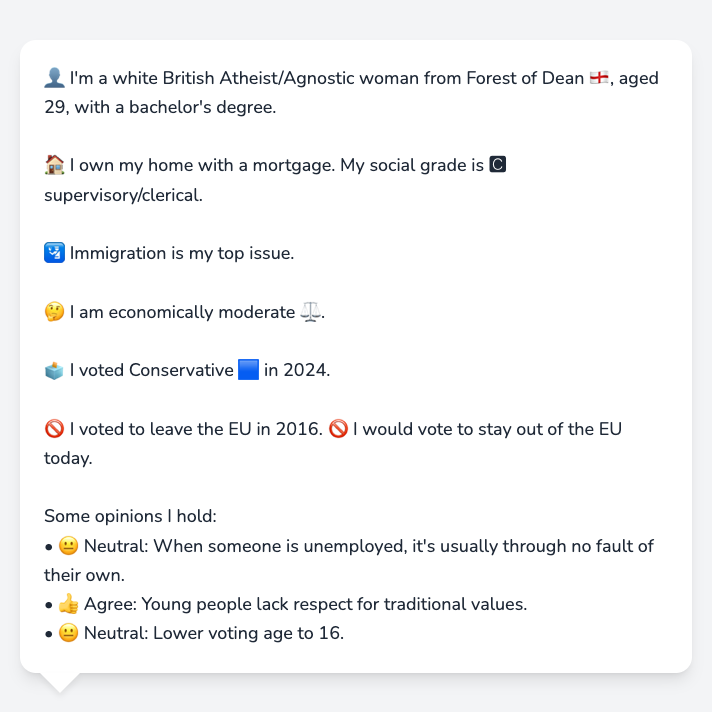 👤 I'm a white British Atheist/Agnostic woman from Forest of Dean 🏴󠁧󠁢󠁥󠁮󠁧󠁿, aged
29, with a bachelor's degree.
🏠 I own my home with a mortgage. My social grade is 🅲
supervisory/clerical.
🛂 Immigration is my top issue.
🤔 I am economically moderate ⚖️.
🗳️ I voted Conservative 🟦 in 2024.
🚫 I voted to leave the EU in 2016. 🚫 I would vote to stay out of the EU
today.
Some opinions I hold:
• 😐 Neutral: When someone is unemployed, it's usually through no fault of
their own.
• 👍 Agree: Young people lack respect for traditional values.
• 😐 Neutral: Lower voting age to 16.